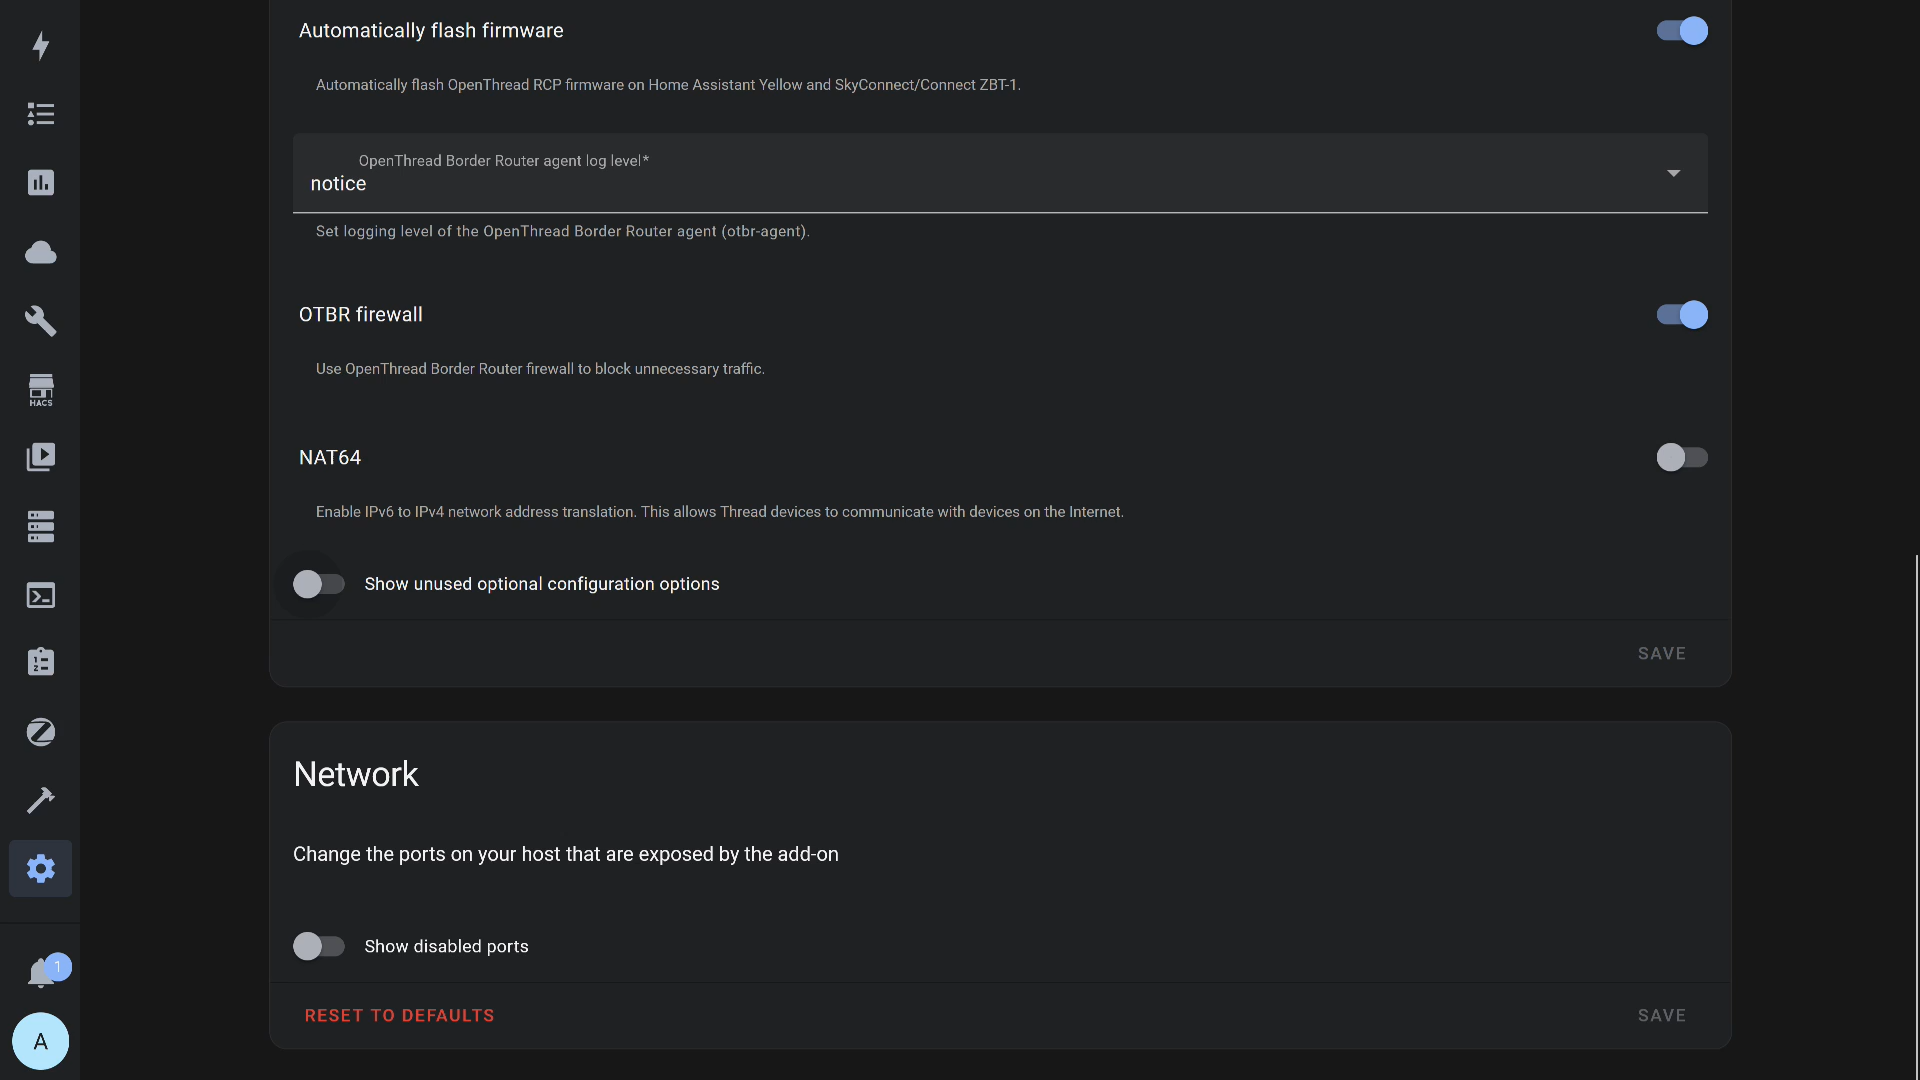 Automatically flash firmware
Automatically flash OpenThread RCP firmware on Home Assistant Yellow and SkyConnect/Connect ZBT-1.
OpenThread Border Router agent log level*
notice
Set logging level of the OpenThread Border Router agent (otbr-agent).
OTBR firewall
Use OpenThread Border Router firewall to block unnecessary traffic.
NAT64
Enable IPv6 to IPv4 network address translation. This allows Thread devices to communicate with devices on the Internet.
Show unused optional configuration options
SAVE
Network
Change the ports on your host that are exposed by the add-on
Show disabled ports
RESET TO DEFAULTS
SAVE
HACS
1
A